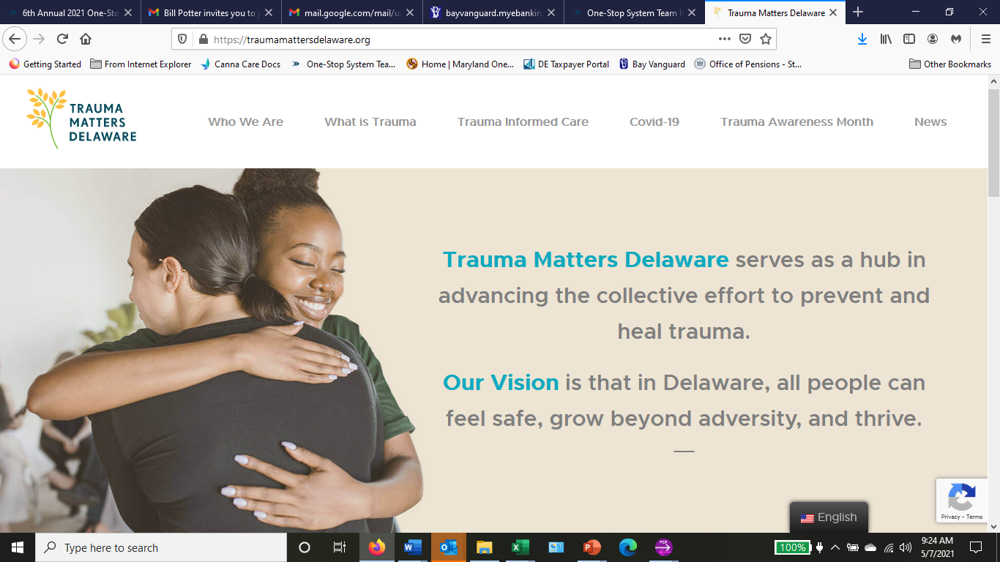 6th Annual 2021 One-Sto
Bill Potter invites you to j
mail.google.com/mail/u/
bayvanguard.myebankin
One-Stop System Team I
Trauma Matters Delaware
https://traumamattersdelaware.org
Getting Started
From Internet Explorer
Canna Care Docs
One-Stop System Tea...
Home | Maryland One...
DE Taxpayer Portal
Bay Vanguard
Office of Pensions - St...
Other Bookmarks
TRAUMA
MATTERS
DELAWARE
Who We Are
What is Trauma
Trauma Informed Care
Covid-19
Trauma Awareness Month
News
Trauma Matters Delaware serves as a hub in
advancing the collective effort to prevent and
heal trauma.
Our Vision is that in Delaware, all people can
feel safe, grow beyond adversity, and thrive.
English
Privacy - Terms
Type here to search
100%
9:24 AM
5/7/2021